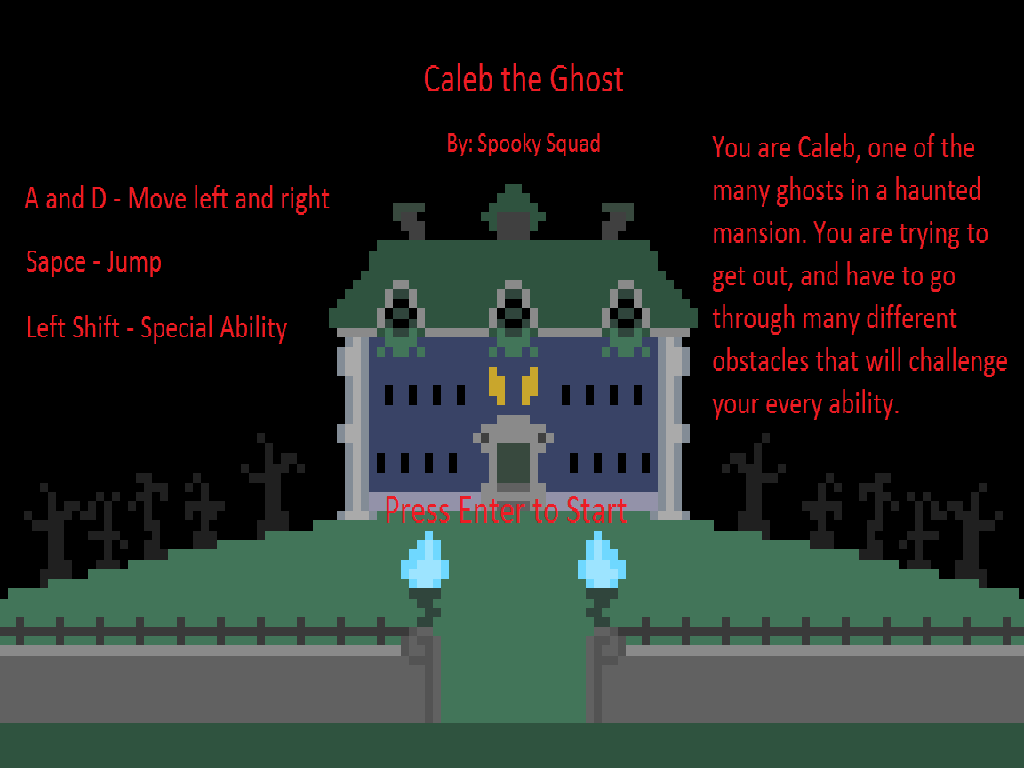 Caleb the Ghost
By: Spooky Squad
A and D - Move left and right
Sapce - Jump
Left Shift - Special Ability
You are Caleb, one of the
many ghosts in a haunted
mansion. You are trying to
get out, and have to go
through many different
obstacles that will challenge
your every ability.
Press Enter to Start